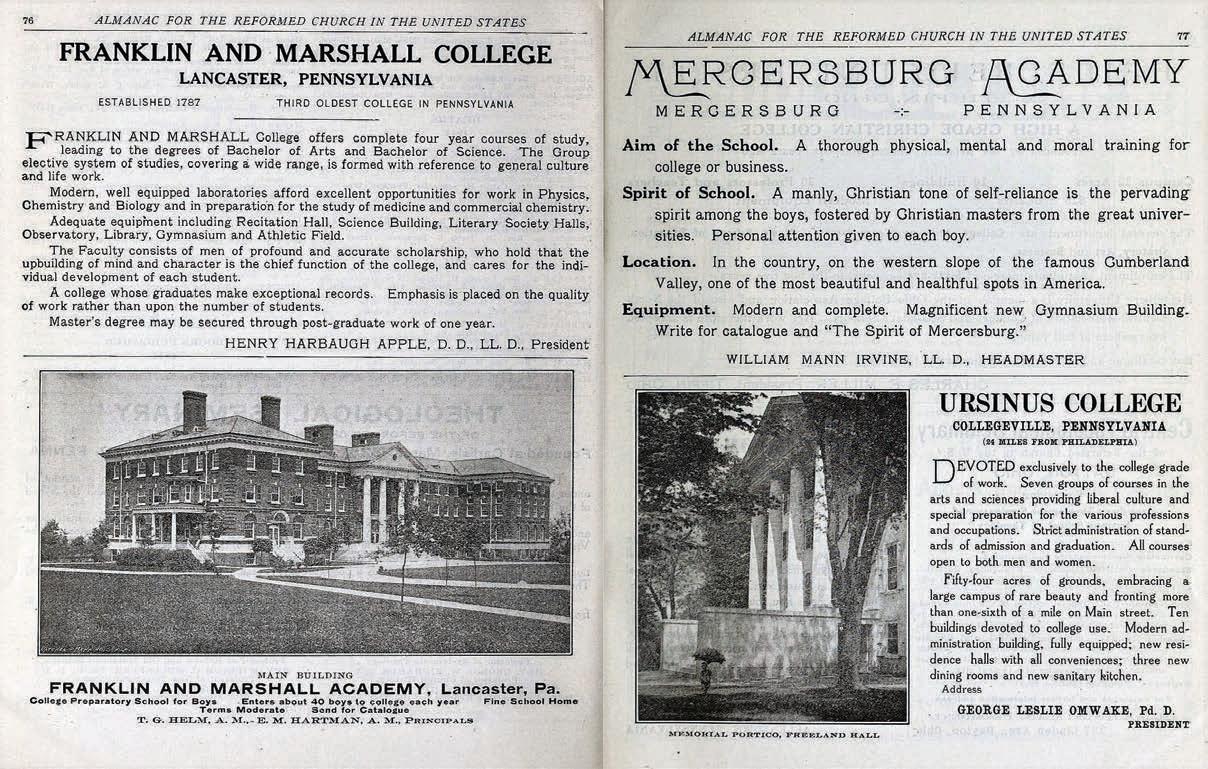 76 ALMANAC FOR THE REFORMED CHURCH IN THE UNITED STATES
FRANKLIN AND MARSHALL COLLEGE
LANCASTER, PENNSYLVANIA
ESTABLISHED 1787 THIRD OLDEST COLLEGE IN PENNSYLVANIA
FRANKLIN AND MARSHALL College offers complete four year courses of study,
leading to the degrees of Bachelor of Arts and Bachelor of Science. The Group
elective system of studies, covering a wide range, is formed with reference to general culture
and life work.
Modern, well equipped laboratories afford excellent opportunities for work in Physics,
Chemistry and Biology and in preparation for the study of medicine and commercial chemistry.
Adequate equipment including Recitation Hall, Science Building, Literary Society Halls,
Observatory, Library, Gymnasium and Athletic Field.
The Faculty consists of men of profound and accurate scholarship, who hold that the
upbuilding of mind and character is the chief function of the college, and cares for the indi-
vidual development of each student.
A college whose graduates make exceptional records. Emphasis is placed on the quality
of work rather than upon the number of students.
Master's degree may be secured through post-graduate work of one year.
HENRY HARBAUGH APPLE, D. D., LL. D., President
MAIN BUILDING
FRANKLIN AND MARSHALL ACADEMY, Lancaster, Pa.
College Preparatory School for Boys Enters about 40 boys to college each year Fine School Home
Terms Moderate Send for Catalogue
T. G. HELM, A. M.,- E. M. HARTMAN, A. M., PRINCIPALS
ALMANAC FOR THE REFORMED CHURCH IN THE UNITED STATES 77
MERCERSBURG ACADEMY
MERCERSBURG -:- PENNSYLVANIA
Aim of the School. A thorough physical, mental and moral training for
college or business.
Spirit of School. A manly, Christian tone of self-reliance is the pervading
spirit among the boys, fostered by Christian masters from the great univer-
sities. Personal attention given to each boy.
Location. In the country, on the western slope of the famous Cumberland
Valley, one of the most beautiful and healthful spots in America.
Equipment. Modern and complete. Magnificent new Gymnasium Building.
Write for catalogue and "The Spirit of Mercersburg."
WILLIAM MANN IRVINE, LL. D., HEADMASTER
URSINUS COLLEGE
COLLEGEVILLE, PENNSYLVANIA
(24 MILES FROM PHILADELPHIA)
DEVOTED exclusively to the college grade
of work. Seven groups of courses in the
arts and sciences providing liberal culture and
special preparation for the various professions
and occupations. Strict administration of stand-
ards of admission and graduation. All courses
open to both men and women.
Fifty-four acres of grounds, embracing a
large campus of rare beauty and fronting more
than one-sixth of a mile on Main street. Ten
buildings devoted to college use. Modern ad-
ministration building, fully equipped; new resi-
dence halls with all conveniences; three new
dining rooms and new sanitary kitchen.
Address
GEORGE LESLIE OMWAKE, Pd. D.
PRESIDENT
MEMORIAL PORTICO, FREELAND HALL